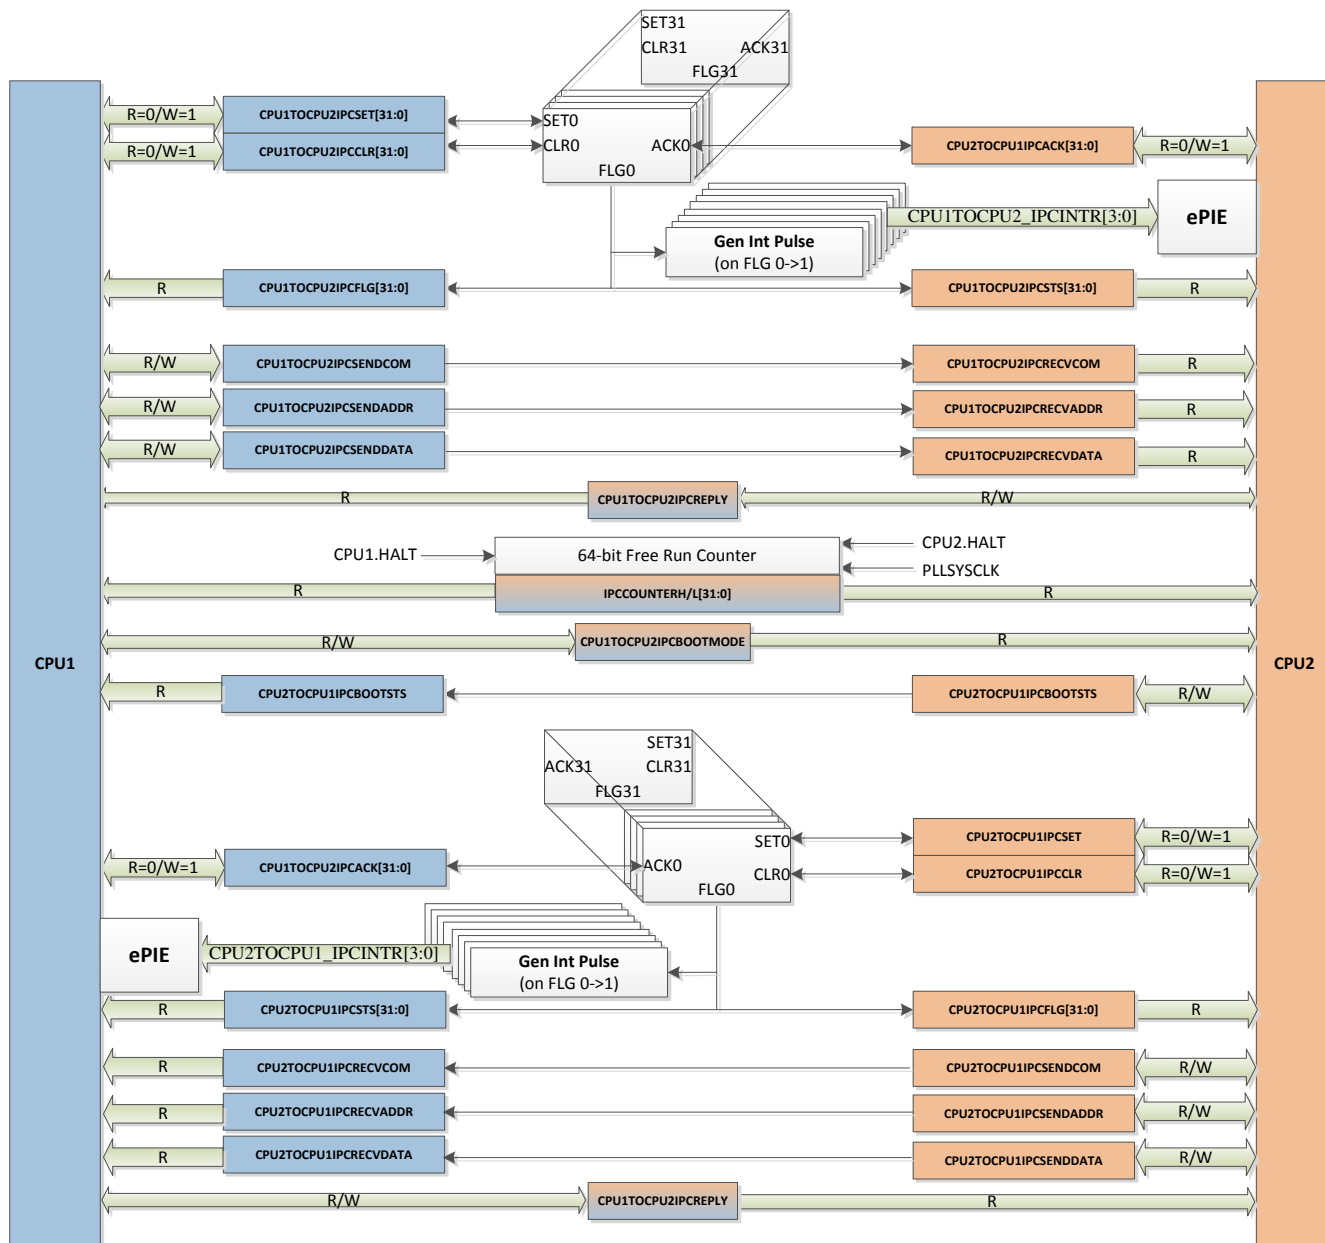 SET31
CLR31 ACK31
FLG31
R=0/W=1 CPU1TOCPU2IPCSET[31:0] SET0
R=0/W=1 CPU1TOCPU2IPCCLR[31:0] CLR0 ACK0 CPU2TOCPU1IPCACK[31:0] R=0/W=1
FLG0
CPU1TOCPU2_IPCINTR[3:0] ePIE
Gen Int Pulse
(on FLG 0->1)
R CPU1TOCPU2IPCFLG[31:0] CPU1TOCPU2IPCSTS[31:0] R
R/W CPU1TOCPU2IPCSENDCOM CPU1TOCPU2IPCRECVCOM R
R/W CPU1TOCPU2IPCSENDADDR CPU1TOCPU2IPCRECVADDR R
R/W CPU1TOCPU2IPCSENDDATA CPU1TOCPU2IPCRECVDATA R
R CPU1TOCPU2IPCREPLY R/W
CPU1.HALT 64-bit Free Run Counter CPU2.HALT
PLLSYSCLK
R IPCCOUNTERH/L[31:0] R
R/W CPU1TOCPU2IPCBOOTMODE R
CPU1 CPU2
R CPU2TOCPU1IPCBOOTSTS CPU2TOCPU1IPCBOOTSTS R/W
SET31
ACK31 CLR31
FLG31
SET0 CPU2TOCPU1IPCSET R=0/W=1
R=0/W=1 CPU1TOCPU2IPCACK[31:0] ACK0 CLR0 CPU2TOCPU1IPCCLR R=0/W=1
FLG0
ePIE CPU2TOCPU1_IPCINTR[3:0]
Gen Int Pulse
(on FLG 0->1)
R CPU2TOCPU1IPCSTS[31:0] CPU2TOCPU1IPCFLG[31:0] R
R CPU2TOCPU1IPCRECVCOM CPU2TOCPU1IPCSENDCOM R/W
R CPU2TOCPU1IPCRECVADDR CPU2TOCPU1IPCSENDADDR R/W
R CPU2TOCPU1IPCRECVDATA CPU2TOCPU1IPCSENDDATA R/W
R/W CPU1TOCPU2IPCREPLY R